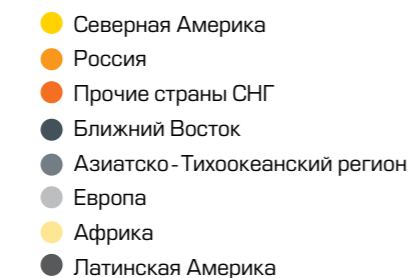 Северная Америка
Россия
Прочие страны СНГ
Ближний Восток
Азиатско-Тихоокеанский регион
Европа
Африка
Латинская Америка